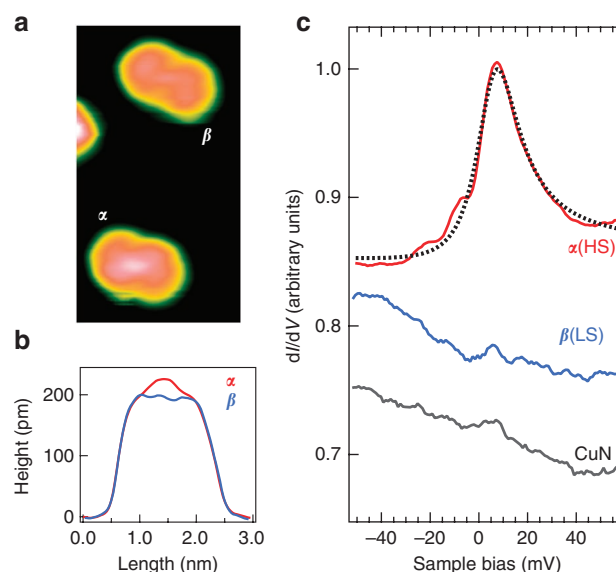 a
β
α
b
α
β
200
100
0
Height (pm)
0.0 1.0 2.0 3.0
Length (nm)
c
1.0
0.9
0.8
0.7
dI/dV (arbitrary units)
α(HS)
β(LS)
CuN
−40 −20 0 20 40
Sample bias (mV)